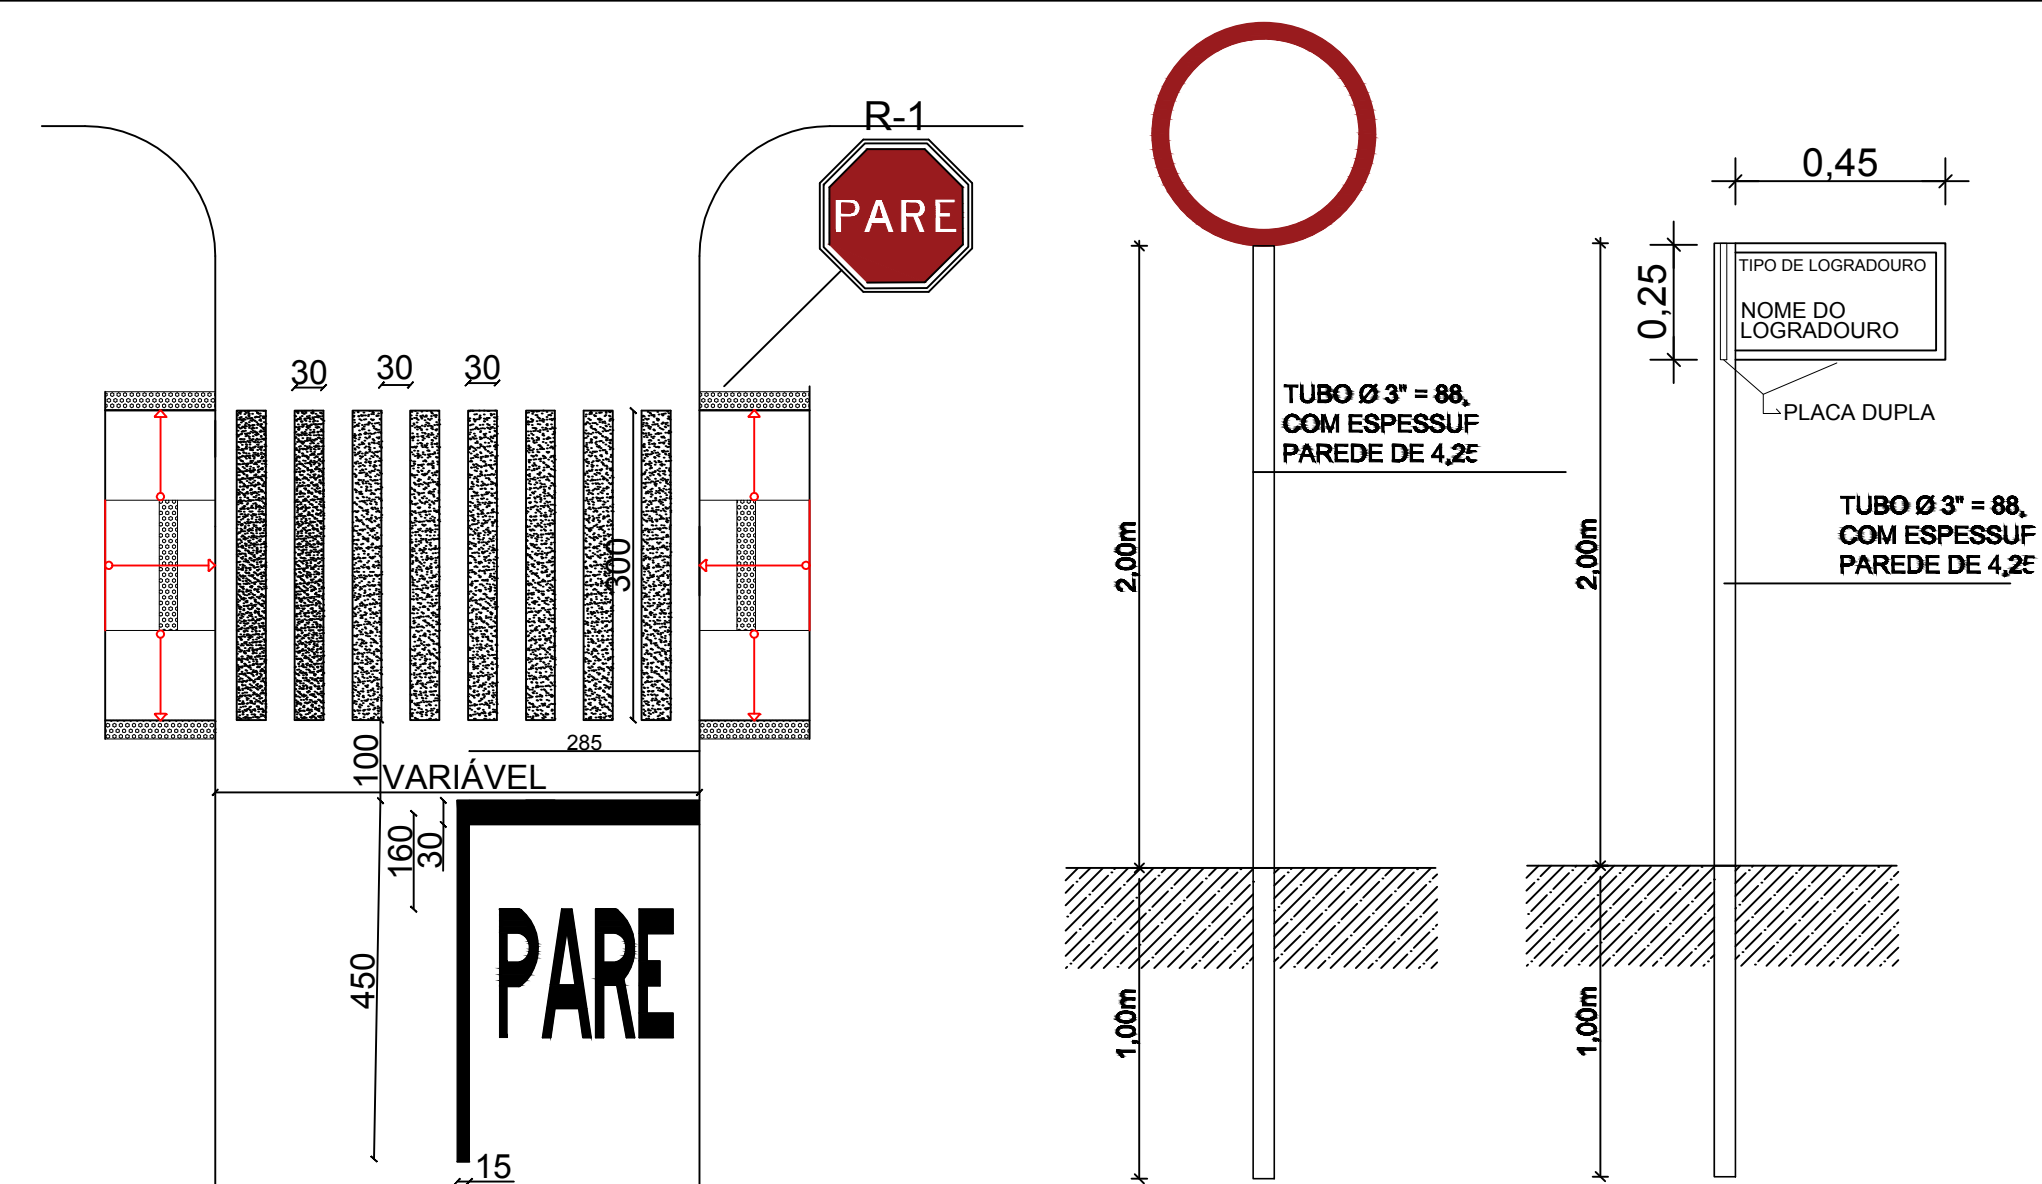 R-1
PARE
30
30
30
300
285
100
VARIÁVEL
160
30
450
PARE
15
TUBO Ø 3" = 88,
COM ESPESSUF
PAREDE DE 4,25
2,00m
1,00m
0,45
0,25
TIPO DE LOGRADOURO
NOME DO
LOGRADOURO
PLACA DUPLA
TUBO Ø 3" = 88,
COM ESPESSUF
PAREDE DE 4,25
2,00m
1,00m